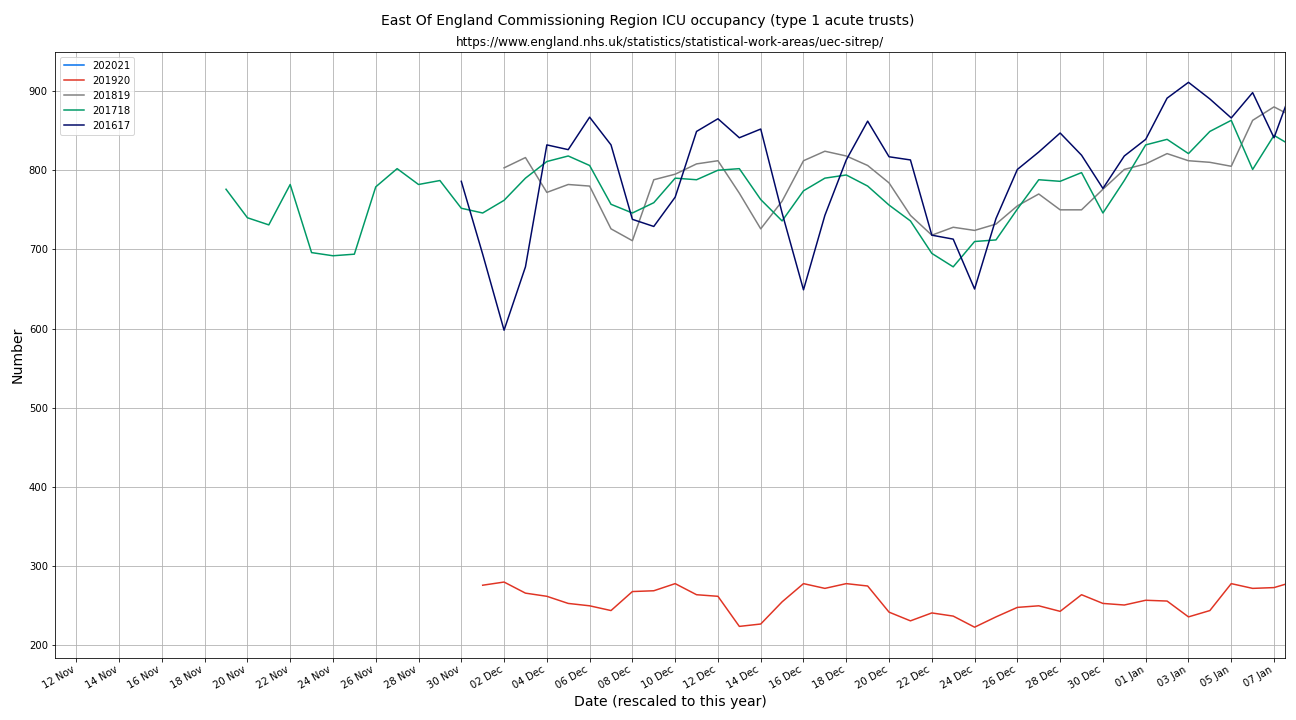 East Of England Commissioning Region ICU occupancy (type 1 acute trusts)
https://www.england.nhs.uk/statistics/statistical-work-areas/uec-sitrep/
202021
201920
201819
201718
201617
900
800
700
600
500
400
300
200
Number
12 Nov 14 Nov 16 Nov 18 Nov 20 Nov 22 Nov 24 Nov 26 Nov 28 Nov 30 Nov 02 Dec 04 Dec 06 Dec 08 Dec 10 Dec 12 Dec 14 Dec 16 Dec 18 Dec 20 Dec 22 Dec 24 Dec 26 Dec 28 Dec 30 Dec 01 Jan 03 Jan 05 Jan 07 Jan
Date (rescaled to this year)